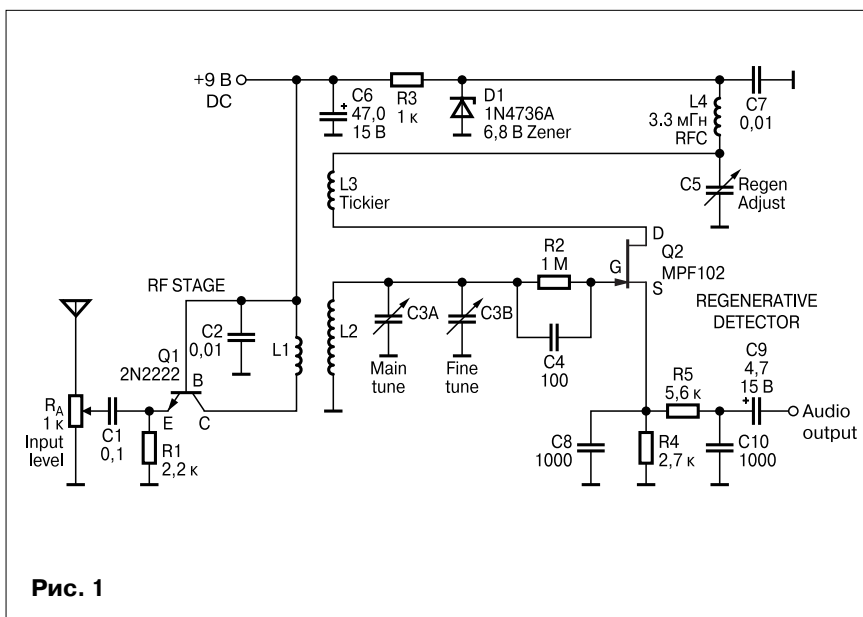 +9 В
DC
C6
47,0
15 В
R3
1 к
D1
1N4736A
6,8 В Zener
L4
3.3 мГн
RFC
C7
0,01
L3
Tickier
C5
Regen
Adjust
D
Q2
MPF102
G
S
R2
1 М
C4
100
RF STAGE
Q1
2N2222
B
E
C
C2
0,01
L1
L2
C3A
Main
tune
C3B
Fine
tune
REGENERATIVE
DETECTOR
C9
4,7
15 В
R5
5,6 к
Audio
output
RA
1 к
Input
level
C1
0,1
R1
2,2 к
C8
1000
R4
2,7 к
C10
1000
Рис. 1